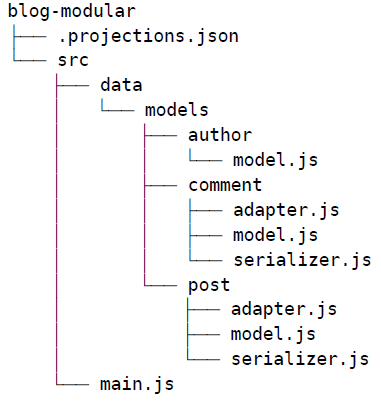 blog-modular
├── .projections.json
└── src
    ├── data
    │   └── models
    │       ├── author
    │       │   └── model.js
    │       ├── comment
    │       │   ├── adapter.js
    │       │   ├── model.js
    │       │   └── serializer.js
    │       └── post
    │           ├── adapter.js
    │           ├── model.js
    │           └── serializer.js
    └── main.js